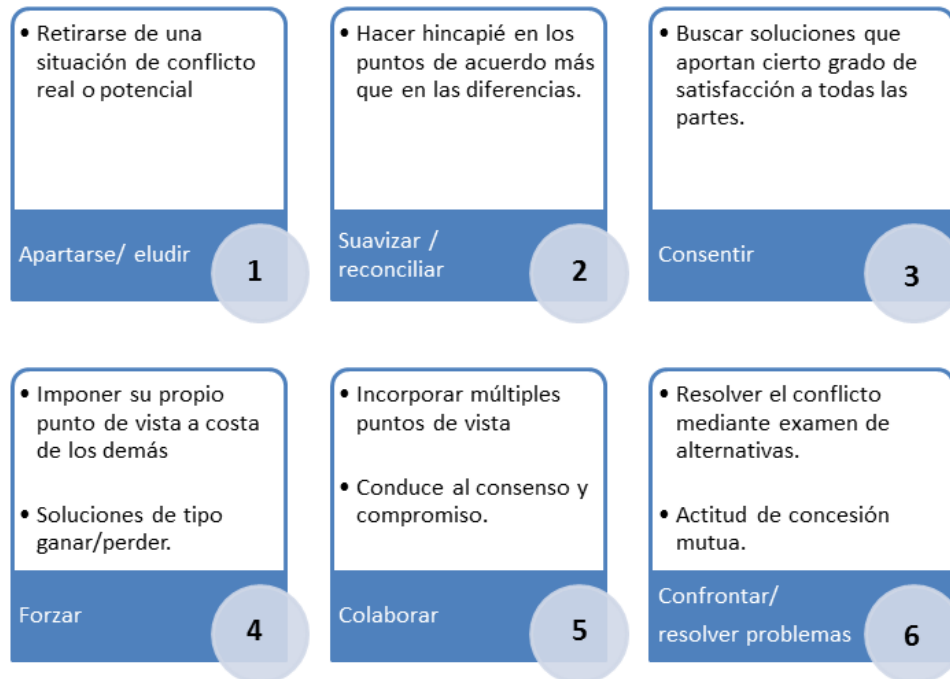 • Retirarse de una
situación de conflicto
real o potencial
Apartarse/ eludir
1
• Hacer hincapié en los
puntos de acuerdo más
que en las diferencias.
Suavizar /
reconciliar
2
• Buscar soluciones que
aportan cierto grado de
satisfacción a todas las
partes.
Consentir
3
• Imponer su propio
punto de vista a costa
de los demás
• Soluciones de tipo
ganar/perder.
Forzar
4
• Incorporar múltiples
puntos de vista
• Conduce al consenso y
compromiso.
Colaborar
5
• Resolver el conflicto
mediante examen de
alternativas.
• Actitud de concesión
mutua.
Confrontar/
resolver problemas
6